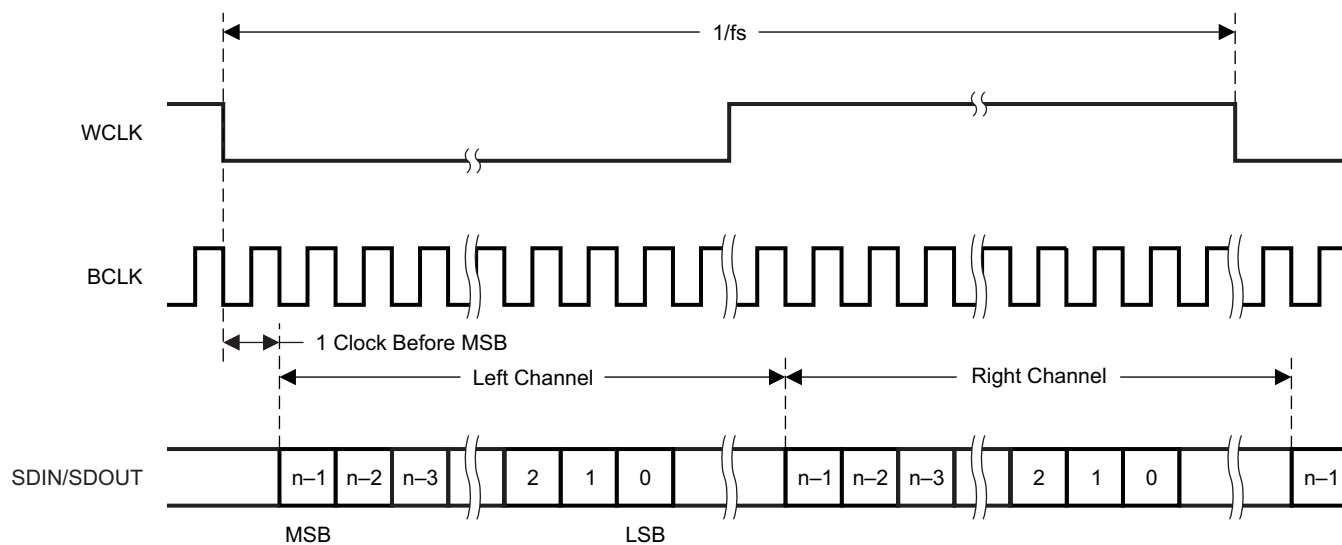 1/fs
WCLK
BCLK
1 Clock Before MSB
Left Channel
Right Channel
SDIN/SDOUT
n–1 n–2 n–3 2 1 0 n–1 n–2 n–3 2 1 0 n–1
MSB LSB